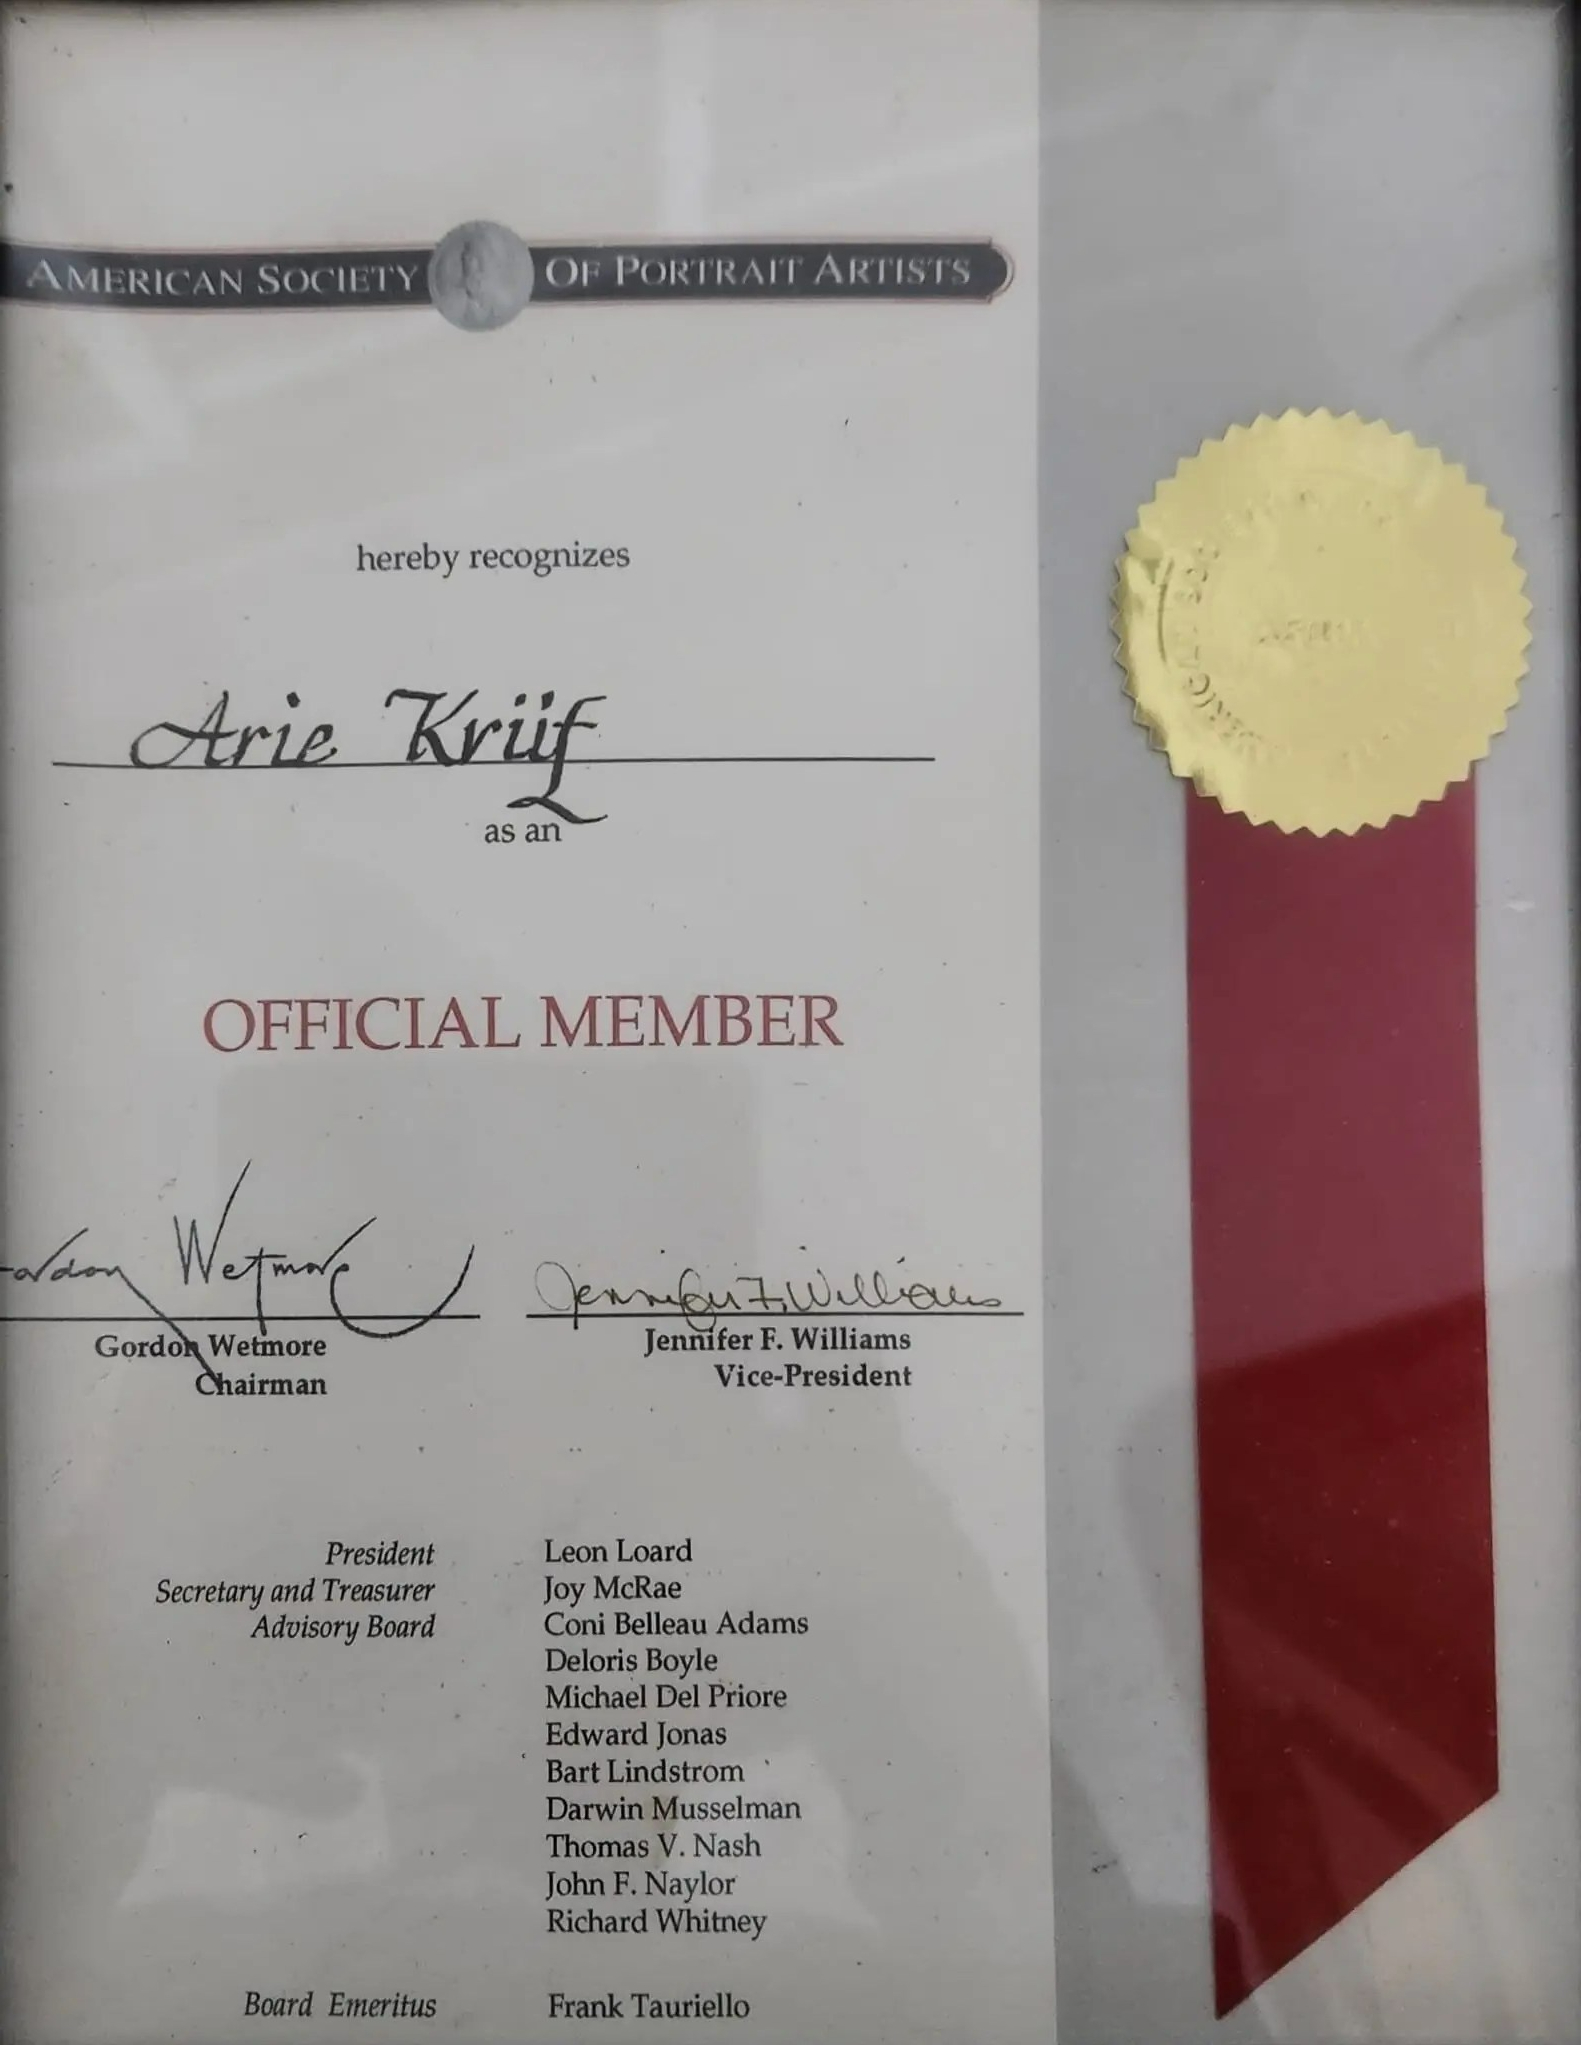 AMERICAN SOCIETY OF PORTRAIT ARTISTS
hereby recognizes
Arie Krüf
as an
OFFICIAL MEMBER
Gordon Wetmore Jennifer F. Williams
Gordon Wetmore Jennifer F. Williams
Chairman Vice-President
President Leon Loard
Secretary and Treasurer Joy McRae
Advisory Board Coni Belleau Adams
Deloris Boyle
Michael Del Priore
Edward Jonas
Bart Lindstrom
Darwin Musselman
Thomas V. Nash
John F. Naylor
Richard Whitney
Board Emeritus Frank Tauriello